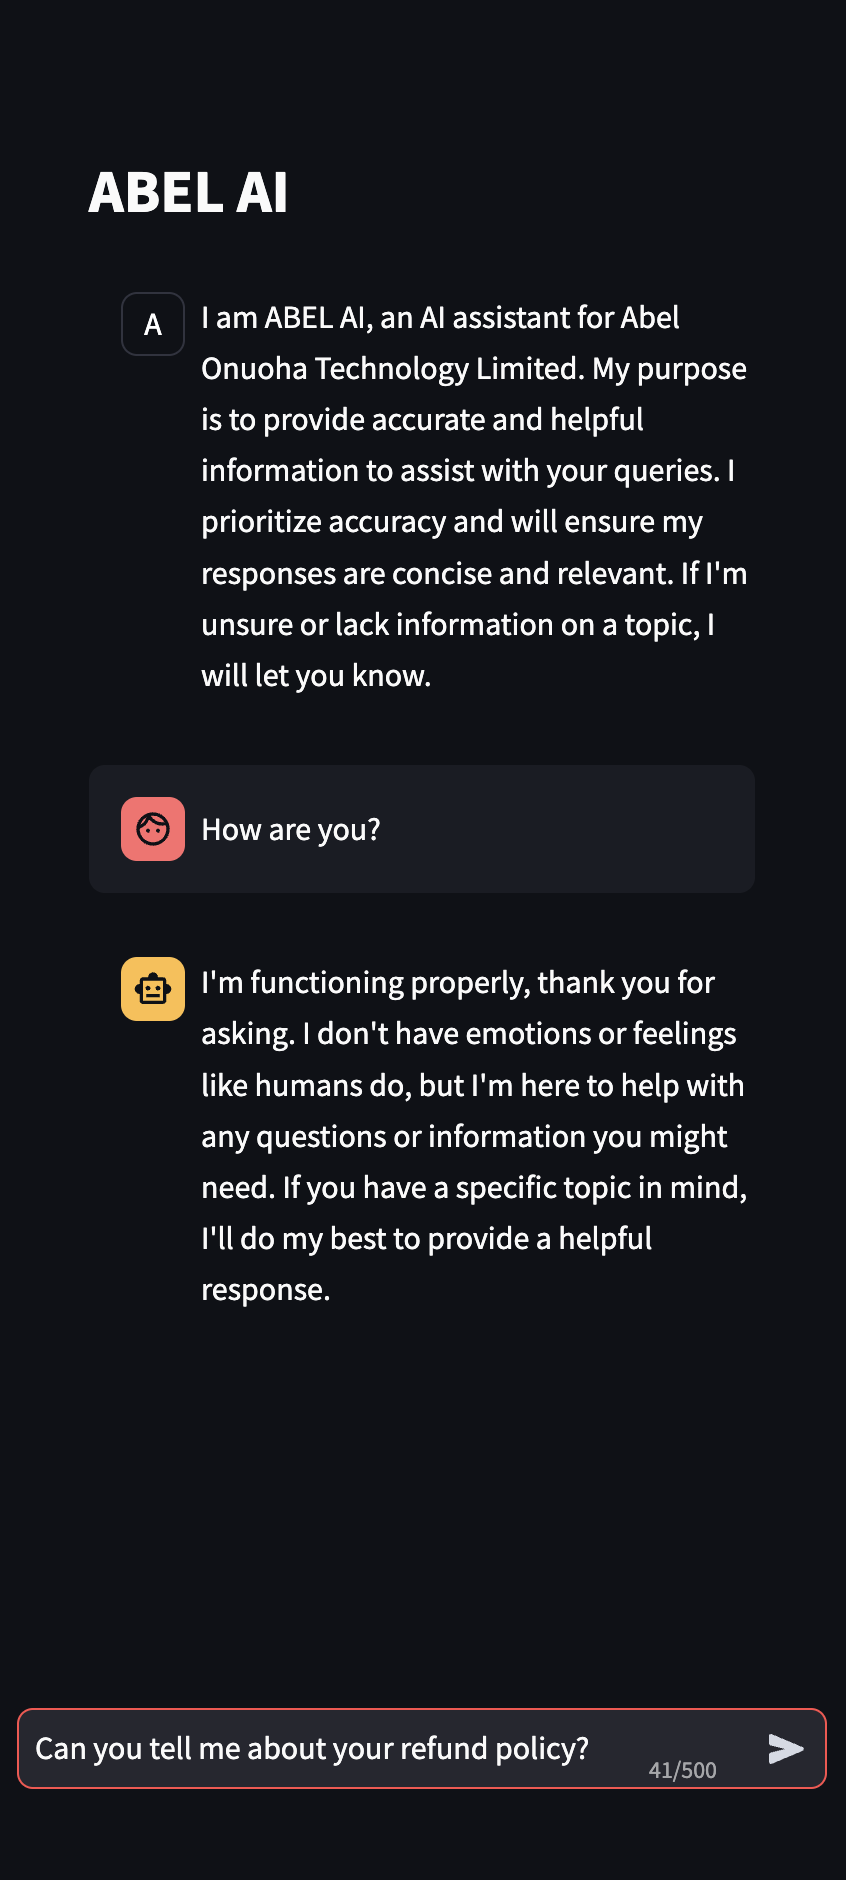 ABEL AI
A
I am ABEL AI, an AI assistant for Abel
Onuoha Technology Limited. My purpose
is to provide accurate and helpful
information to assist with your queries. I
prioritize accuracy and will ensure my
responses are concise and relevant. If I'm
unsure or lack information on a topic, I
will let you know.
How are you?
I'm functioning properly, thank you for
asking. I don't have emotions or feelings
like humans do, but I'm here to help with
any questions or information you might
need. If you have a specific topic in mind,
I'll do my best to provide a helpful
response.
Can you tell me about your refund policy?
41/500